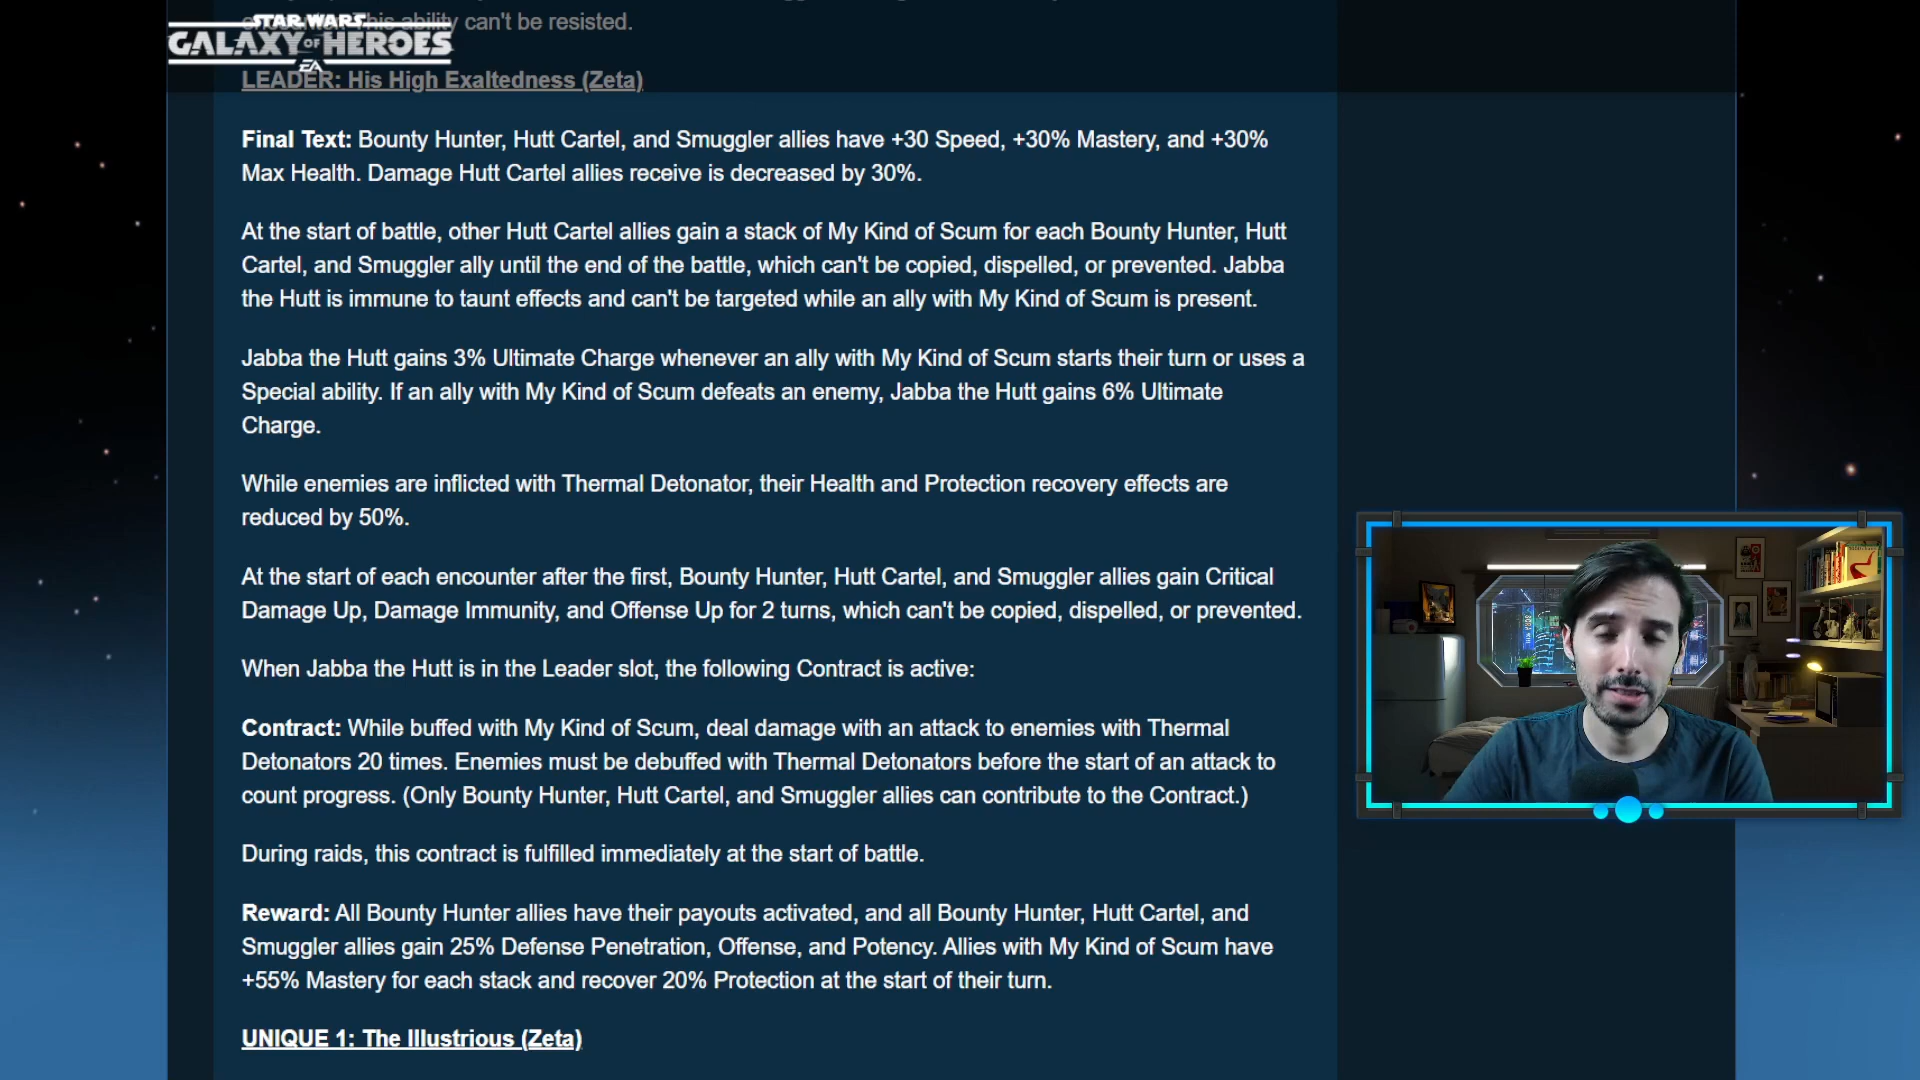 encounter. This ability can't be resisted.
STAR WARS
GALAXY OF HEROES
EA
LEADER: His High Exaltedness (Zeta)
Final Text: Bounty Hunter, Hutt Cartel, and Smuggler allies have +30 Speed, +30% Mastery, and +30%
Max Health. Damage Hutt Cartel allies receive is decreased by 30%.
At the start of battle, other Hutt Cartel allies gain a stack of My Kind of Scum for each Bounty Hunter, Hutt
Cartel, and Smuggler ally until the end of the battle, which can't be copied, dispelled, or prevented. Jabba
the Hutt is immune to taunt effects and can't be targeted while an ally with My Kind of Scum is present.
Jabba the Hutt gains 3% Ultimate Charge whenever an ally with My Kind of Scum starts their turn or uses a
Special ability. If an ally with My Kind of Scum defeats an enemy, Jabba the Hutt gains 6% Ultimate
Charge.
While enemies are inflicted with Thermal Detonator, their Health and Protection recovery effects are
reduced by 50%.
At the start of each encounter after the first, Bounty Hunter, Hutt Cartel, and Smuggler allies gain Critical
Damage Up, Damage Immunity, and Offense Up for 2 turns, which can't be copied, dispelled, or prevented.
When Jabba the Hutt is in the Leader slot, the following Contract is active:
Contract: While buffed with My Kind of Scum, deal damage with an attack to enemies with Thermal
Detonators 20 times. Enemies must be debuffed with Thermal Detonators before the start of an attack to
count progress. (Only Bounty Hunter, Hutt Cartel, and Smuggler allies can contribute to the Contract.)
During raids, this contract is fulfilled immediately at the start of battle.
Reward: All Bounty Hunter allies have their payouts activated, and all Bounty Hunter, Hutt Cartel, and
Smuggler allies gain 25% Defense Penetration, Offense, and Potency. Allies with My Kind of Scum have
+55% Mastery for each stack and recover 20% Protection at the start of their turn.
UNIQUE 1: The Illustrious (Zeta)